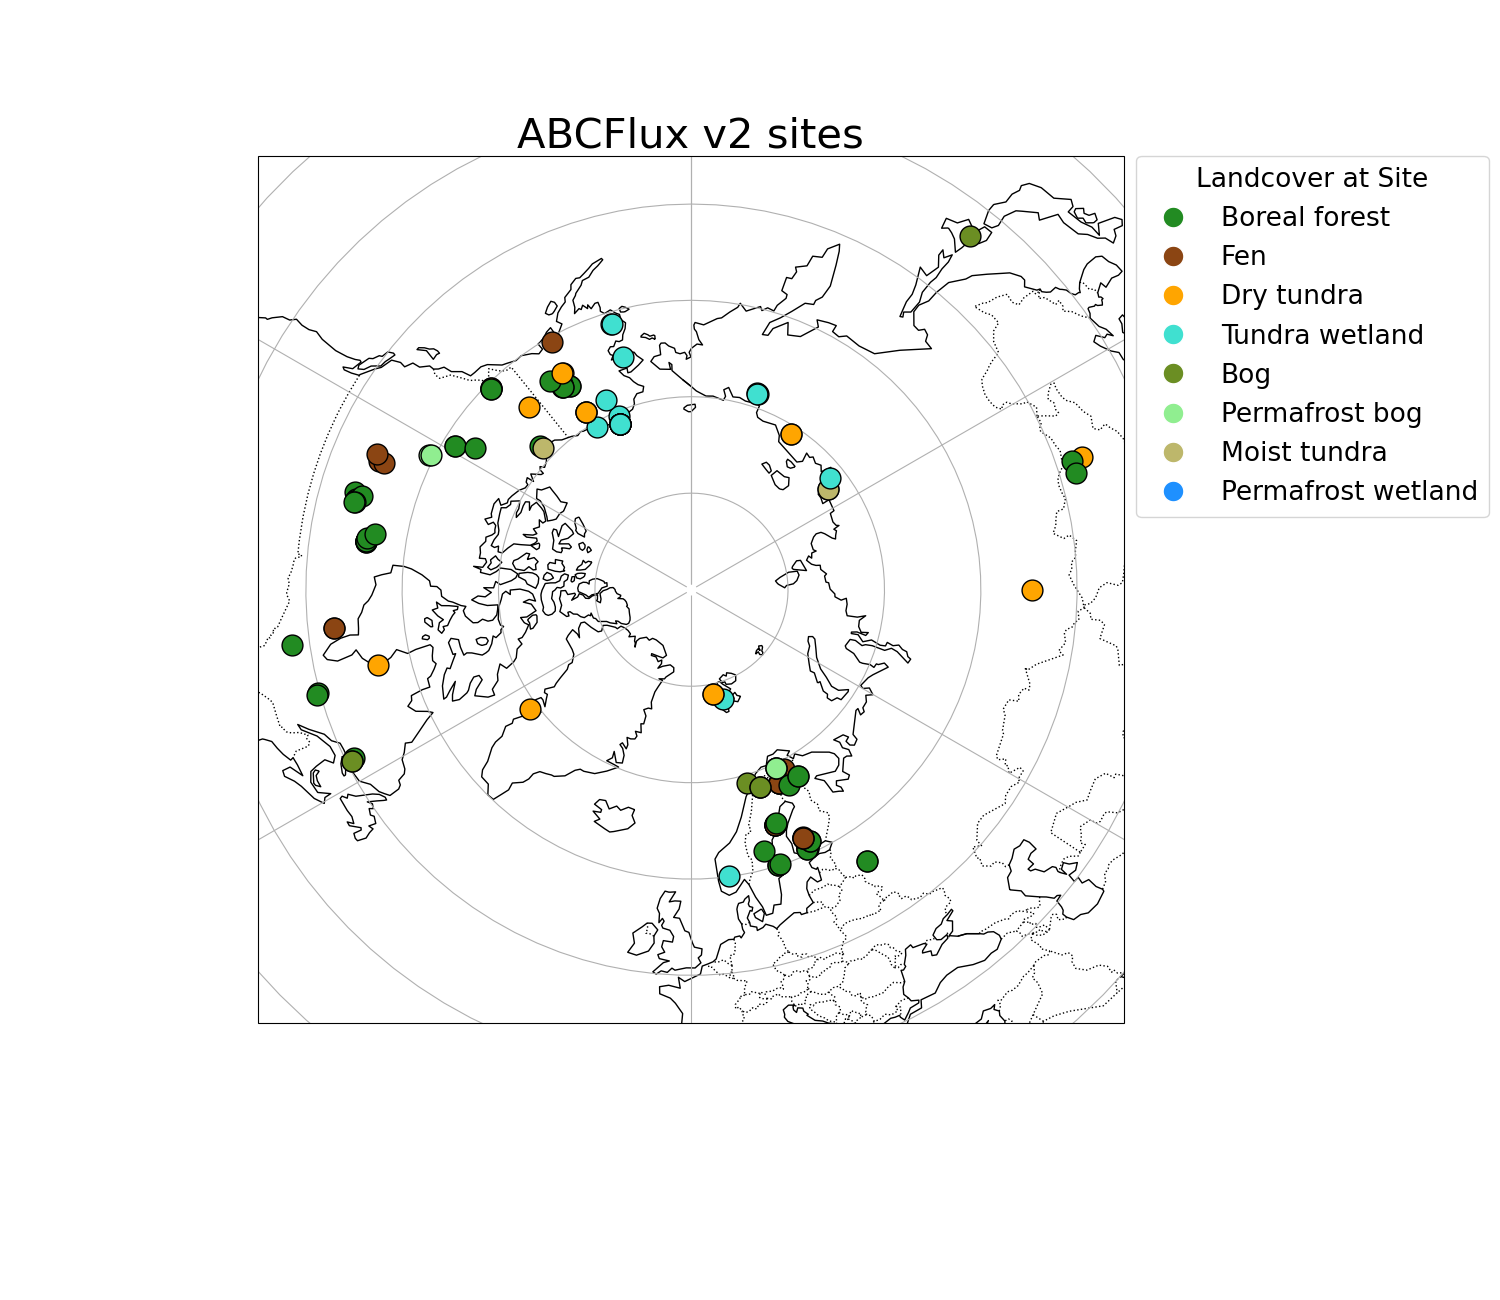 ABCFlux v2 sites
Landcover at Site
Boreal forest
Fen
Dry tundra
Tundra wetland
Bog
Permafrost bog
Moist tundra
Permafrost wetland